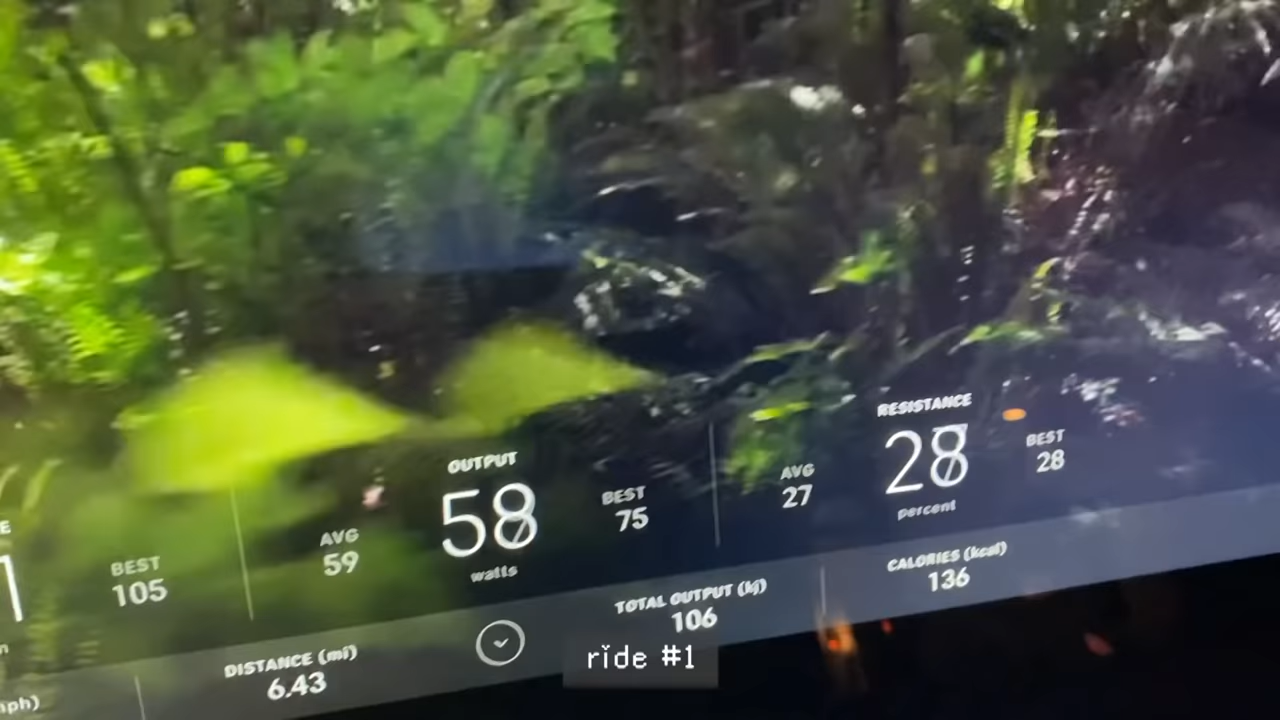 E
BEST
105
AVG
59
OUTPUT
58
watts
BEST
75
AVG
27
RESISTANCE
28
percent
BEST
28
mph)
DISTANCE (mi)
6.43
TOTAL OUTPUT (kj)
106
CALORIES (kcal)
136
ride #1